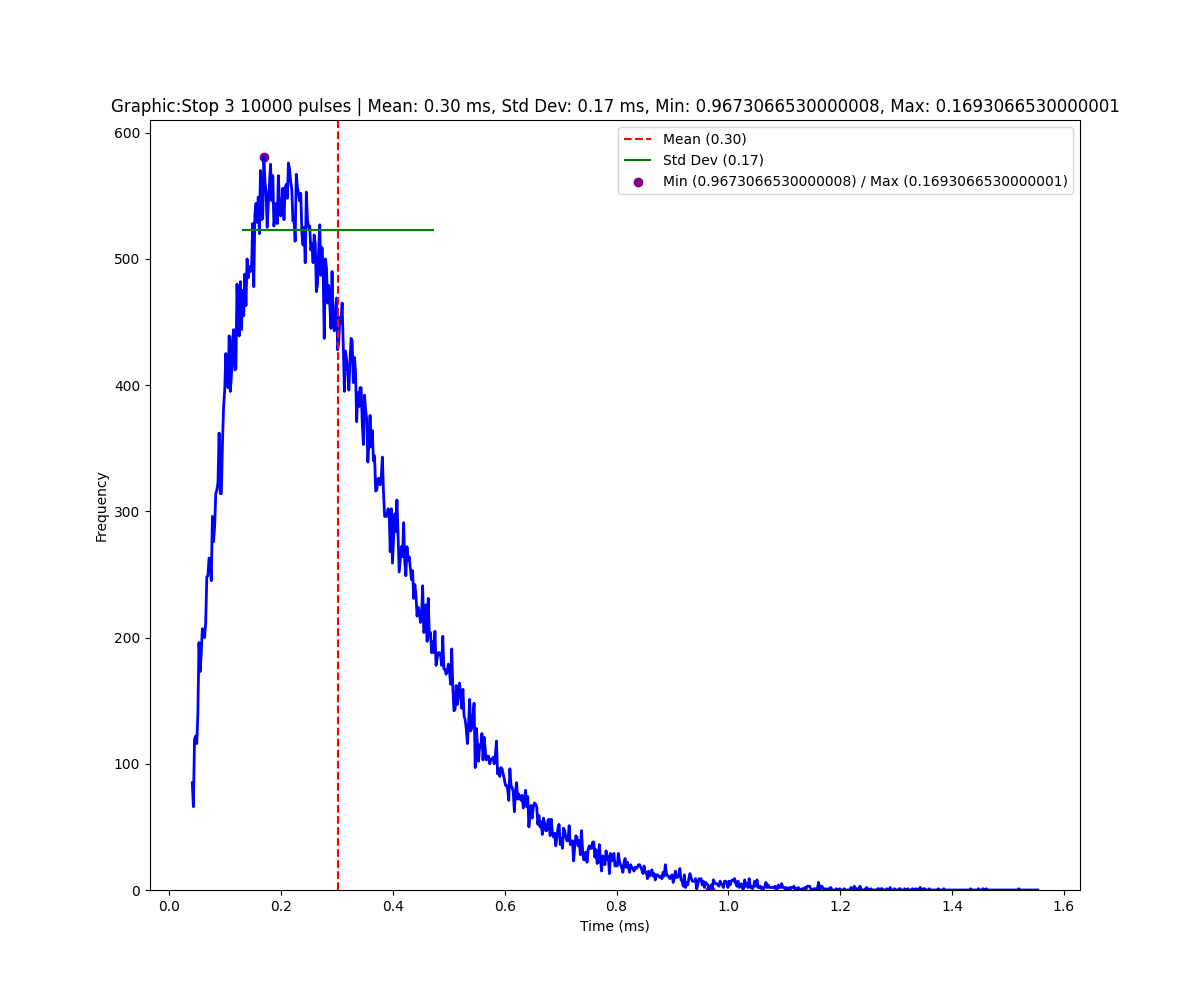 Graphic:Stop 3 10000 pulses | Mean: 0.30 ms, Std Dev: 0.17 ms, Min: 0.9673066530000008, Max: 0.1693066530000001
Mean (0.30)
Std Dev (0.17)
Min (0.9673066530000008) / Max (0.1693066530000001)
600
500
400
300
200
100
0
Frequency
0.0 0.2 0.4 0.6 0.8 1.0 1.2 1.4 1.6
Time (ms)